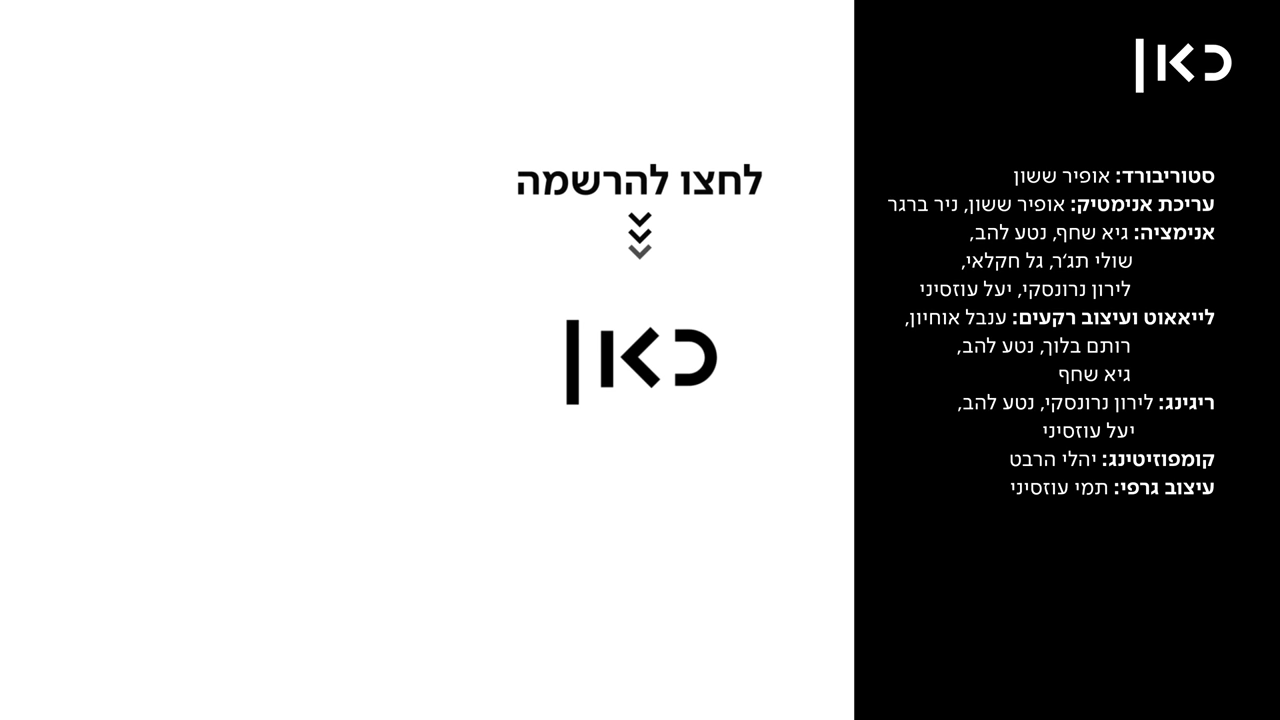 כאן
סטוריבורד: אופיר ששון
עריכת אנימטיק: אופיר ששון, ניר ברגר
אנימציה: גיא שחף, נטע להב,
שולי תג'ר, גל חקלאי,
לירון נרונסקי, יעל עוזסיני
לייאאוט ועיצוב רקעים: ענבל אוחיון,
רותם בלוך, נטע להב,
גיא שחף
ריגינג: לירון נרונסקי, נטע להב,
יעל עוזסיני
קומפוזיטינג: יהלי הרבט
עיצוב גרפי: תמי עוזסיני
לחצו להרשמה
כאן